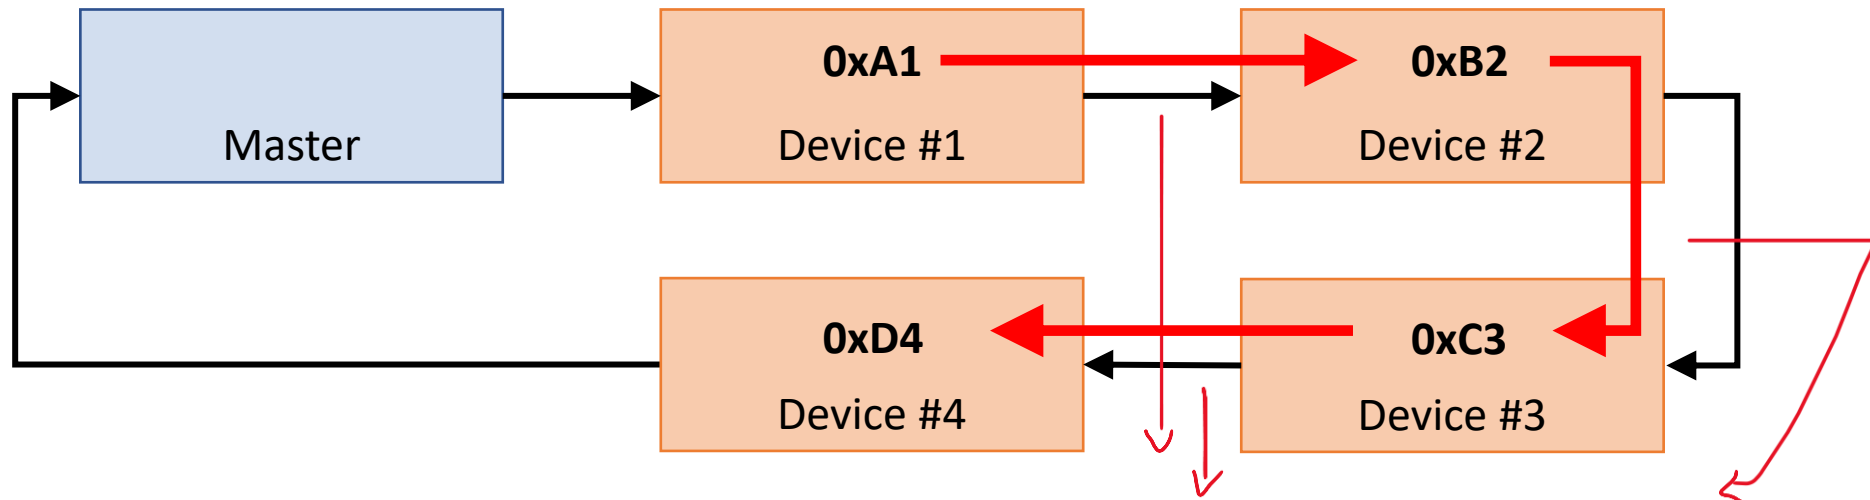 0xA1
0xB2
Master
Device #1
Device #2
0xD4
0xC3
Device #4
Device #3